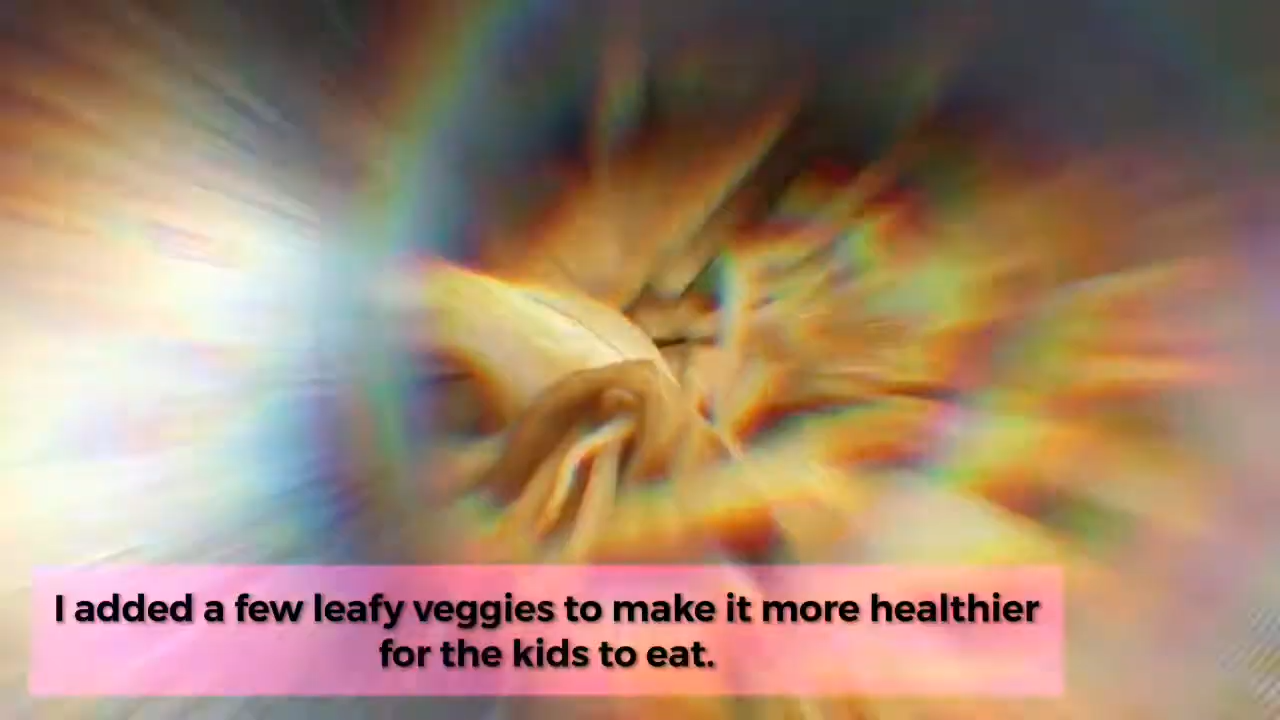 I added a few leafy veggies to make it more healthier
for the kids to eat.